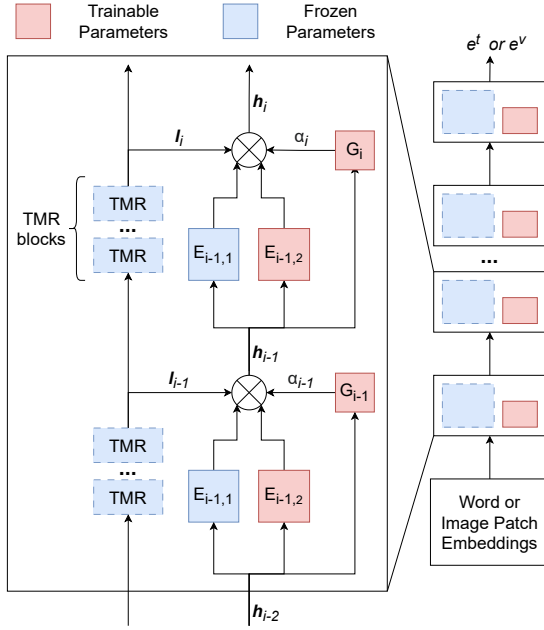 Trainable
Parameters
Frozen
Parameters
e^t or e^v
h_i
l_i
α_i
G_i
TMR
TMR
blocks
...
TMR
E_{i-1,1}
E_{i-1,2}
...
h_{i-1}
l_{i-1}
α_{i-1}
G_{i-1}
TMR
...
TMR
E_{i-1,1}
E_{i-1,2}
Word or
Image Patch
Embeddings
h_{i-2}